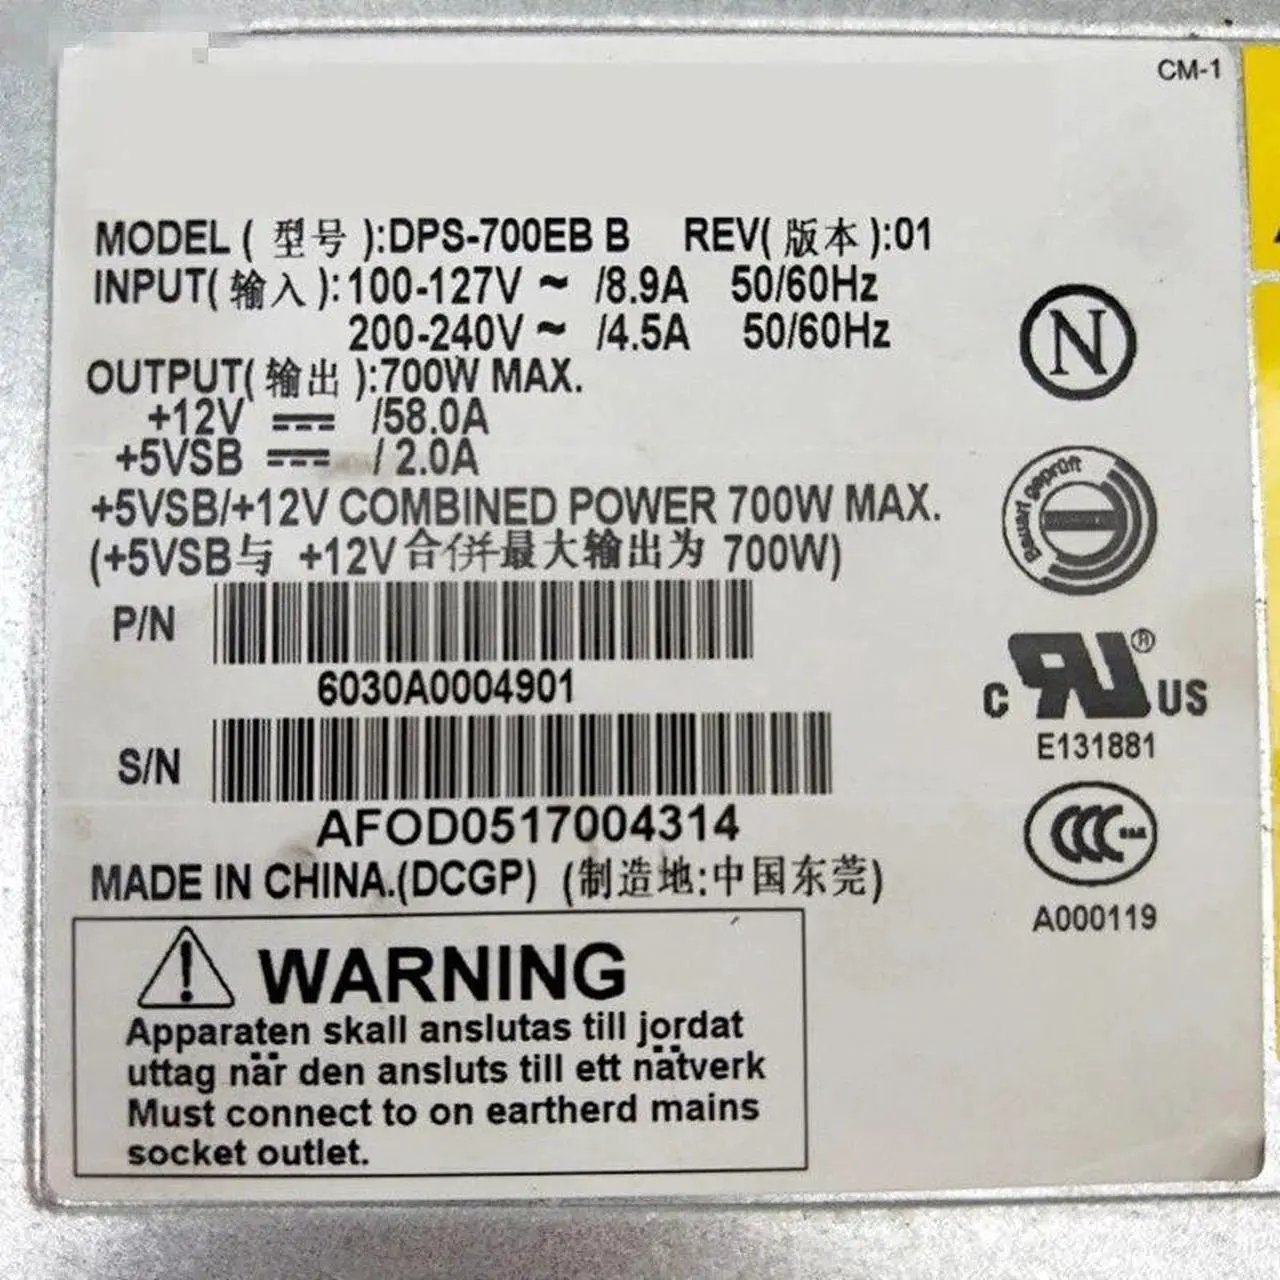 CM-1
MODEL ( 型号 ):DPS-700EB B REV( 版本 ):01
INPUT( 输入 ):100-127V ~ /8.9A 50/60Hz
200-240V ~ /4.5A 50/60Hz
OUTPUT( 输出 ):700W MAX.
+12V ⎓ /58.0A
+5VSB ⎓ / 2.0A
+5VSB/+12V COMBINED POWER 700W MAX.
(+5VSB与 +12V合併最大输出为 700W)
P/N
6030A0004901
S/N
AFOD0517004314
MADE IN CHINA.(DCGP) (制造地:中国东莞)
N
Bauart geprüft
c RU ® US
E131881
CCC
A000119
WARNING
Apparaten skall anslutas till jordat
uttag när den ansluts till ett nätverk
Must connect to on eartherd mains
socket outlet.